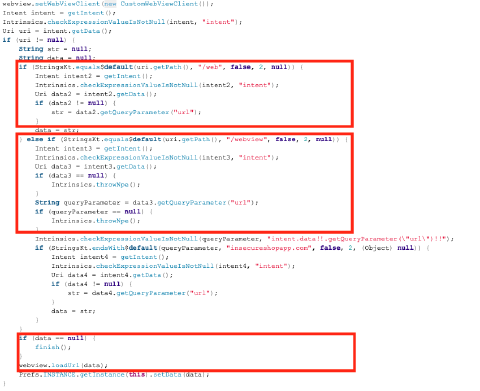 webview.setWebViewClient(new CustomWebViewClient());
Intent intent = getIntent();
Intrinsics.checkExpressionValueIsNotNull(intent, "intent");
Uri uri = intent.getData();
if (uri != null) {
String str = null;
String data = null;
if (StringsKt.equals$default(uri.getPath(), "/web", false, 2, null)) {
Intent intent2 = getIntent();
Intrinsics.checkExpressionValueIsNotNull(intent2, "intent");
Uri data2 = intent2.getData();
if (data2 != null) {
str = data2.getQueryParameter("url");
}
data = str;
} else if (StringsKt.equals$default(uri.getPath(), "/webview", false, 2, null)) {
Intent intent3 = getIntent();
Intrinsics.checkExpressionValueIsNotNull(intent3, "intent");
Uri data3 = intent3.getData();
if (data3 == null) {
Intrinsics.throwNpe();
}
String queryParameter = data3.getQueryParameter("url");
if (queryParameter == null) {
Intrinsics.throwNpe();
}
Intrinsics.checkExpressionValueIsNotNull(queryParameter, "intent.data!!.getQueryParameter(\"url\")!!");
if (StringsKt.endsWith$default(queryParameter, "insecureshopapp.com", false, 2, (Object) null)) {
Intent intent4 = getIntent();
Intrinsics.checkExpressionValueIsNotNull(intent4, "intent");
Uri data4 = intent4.getData();
if (data4 != null) {
str = data4.getQueryParameter("url");
}
data = str;
}
}
if (data == null) {
finish();
}
webview.loadUrl(data);
Prefs.INSTANCE.getInstance(this).setData(data);
}